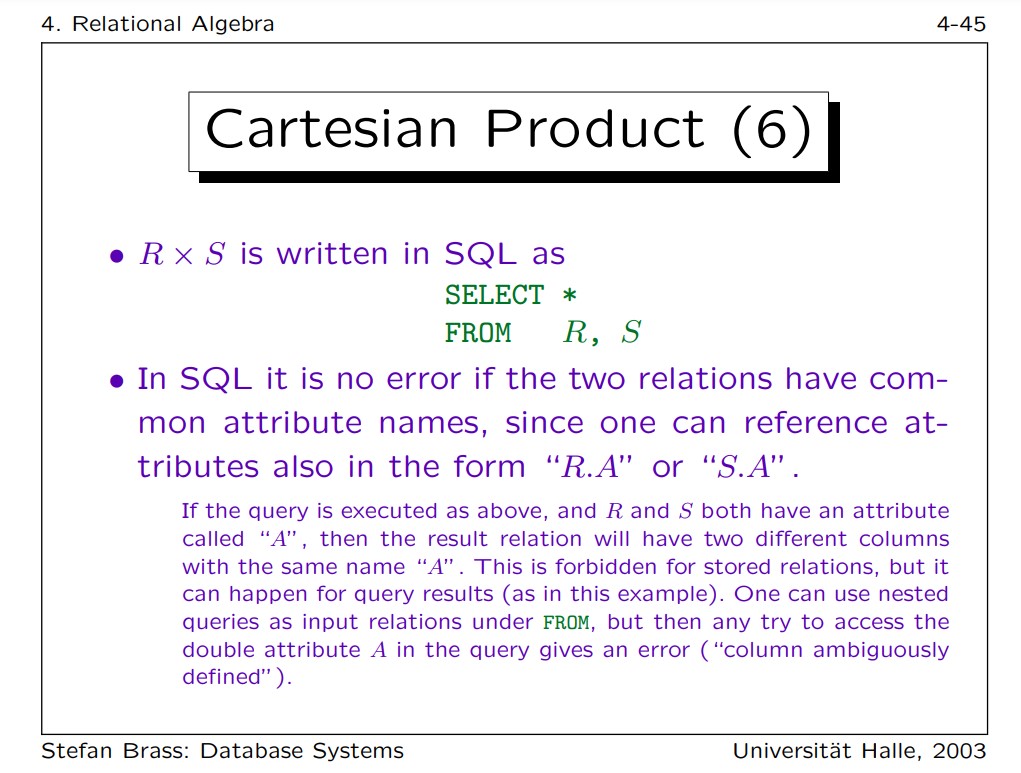 4. Relational Algebra 4-45
Cartesian Product (6)
• R × S is written in SQL as
SELECT *
FROM R, S
• In SQL it is no error if the two relations have com-
mon attribute names, since one can reference at-
tributes also in the form “R.A” or “S.A”.
If the query is executed as above, and R and S both have an attribute
called “A”, then the result relation will have two different columns
with the same name “A”. This is forbidden for stored relations, but it
can happen for query results (as in this example). One can use nested
queries as input relations under FROM, but then any try to access the
double attribute A in the query gives an error (“column ambiguously
defined”).
Stefan Brass: Database Systems Universität Halle, 2003